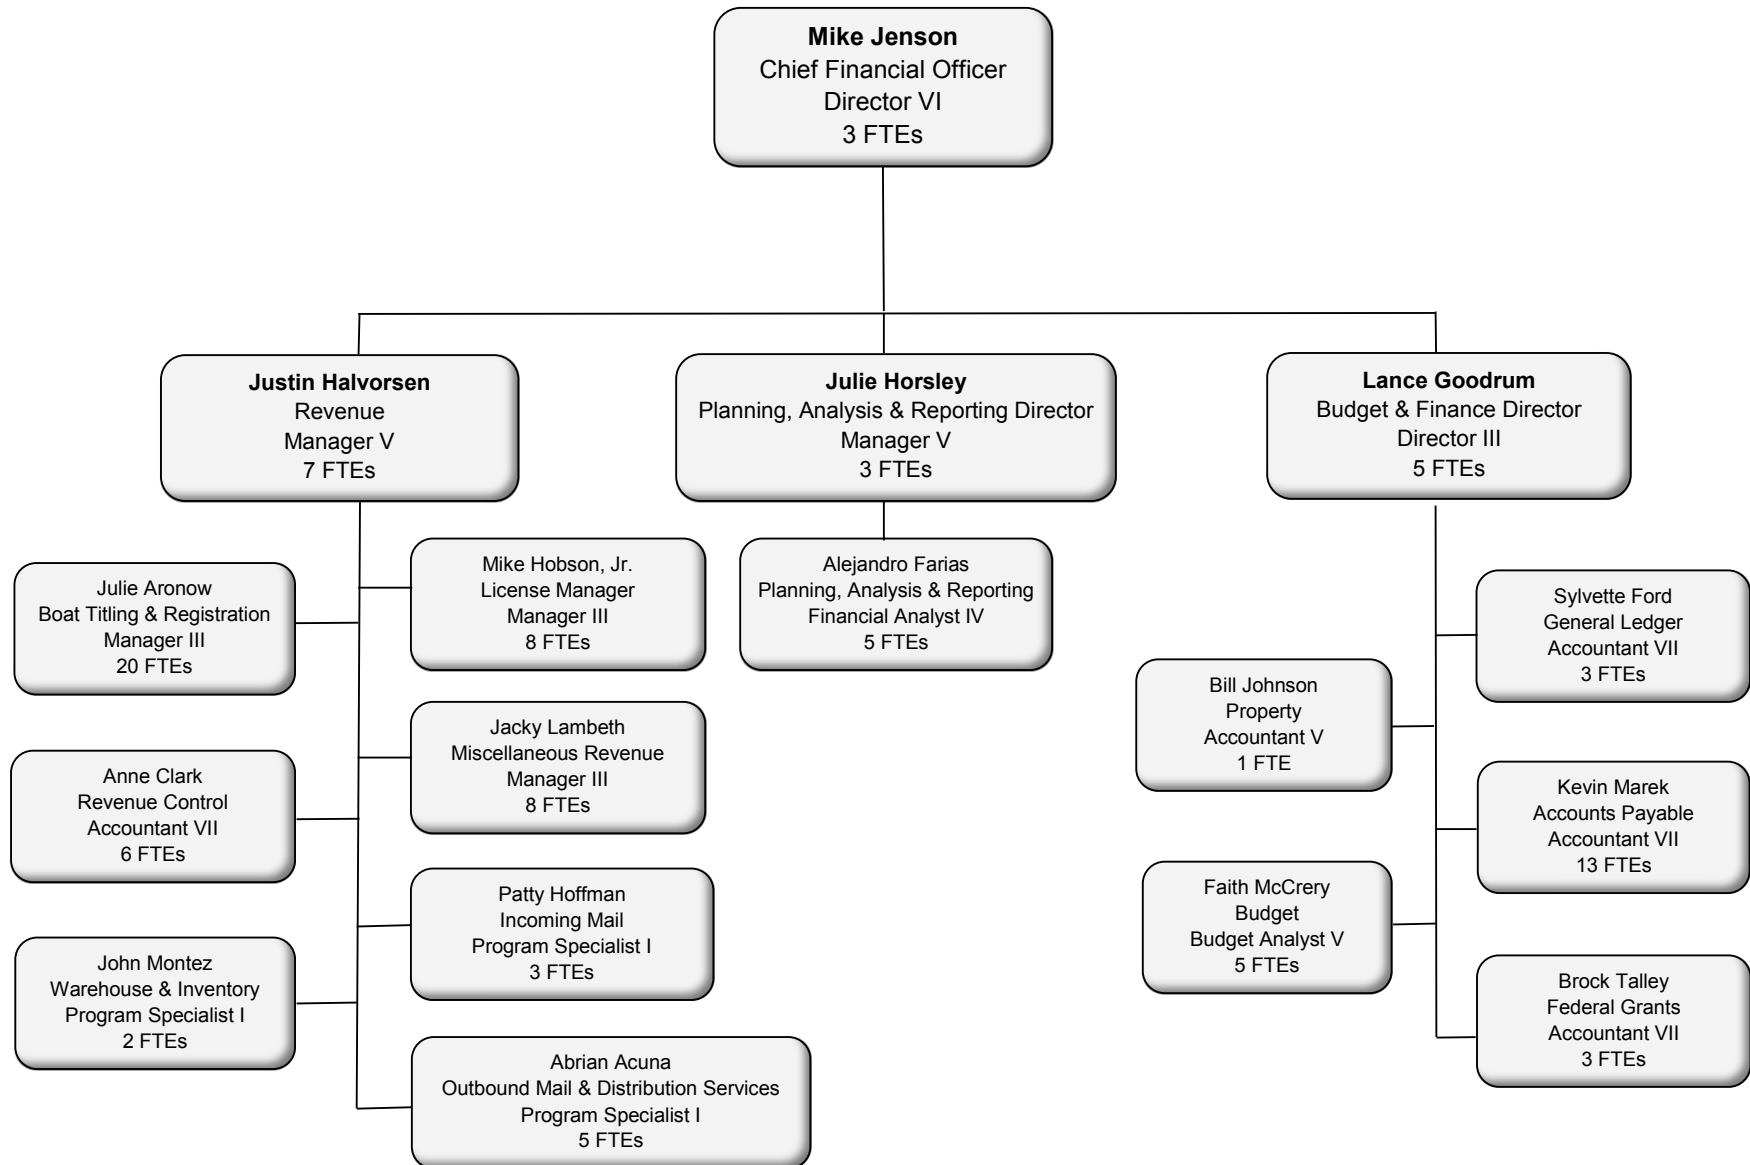 Mike Jenson
Chief Financial Officer
Director VI
3 FTEs
Justin Halvorsen
Revenue
Manager V
7 FTEs
Julie Horsley
Planning, Analysis & Reporting Director
Manager V
3 FTEs
Lance Goodrum
Budget & Finance Director
Director III
5 FTEs
Julie Aronow
Boat Titling & Registration
Manager III
20 FTEs
Mike Hobson, Jr.
License Manager
Manager III
8 FTEs
Anne Clark
Revenue Control
Accountant VII
6 FTEs
Jacky Lambeth
Miscellaneous Revenue
Manager III
8 FTEs
John Montez
Warehouse & Inventory
Program Specialist I
2 FTEs
Patty Hoffman
Incoming Mail
Program Specialist I
3 FTEs
Abrian Acuna
Outbound Mail & Distribution Services
Program Specialist I
5 FTEs
Alejandro Farias
Planning, Analysis & Reporting
Financial Analyst IV
5 FTEs
Sylvette Ford
General Ledger
Accountant VII
3 FTEs
Bill Johnson
Property
Accountant V
1 FTE
Kevin Marek
Accounts Payable
Accountant VII
13 FTEs
Faith McCrery
Budget
Budget Analyst V
5 FTEs
Brock Talley
Federal Grants
Accountant VII
3 FTEs